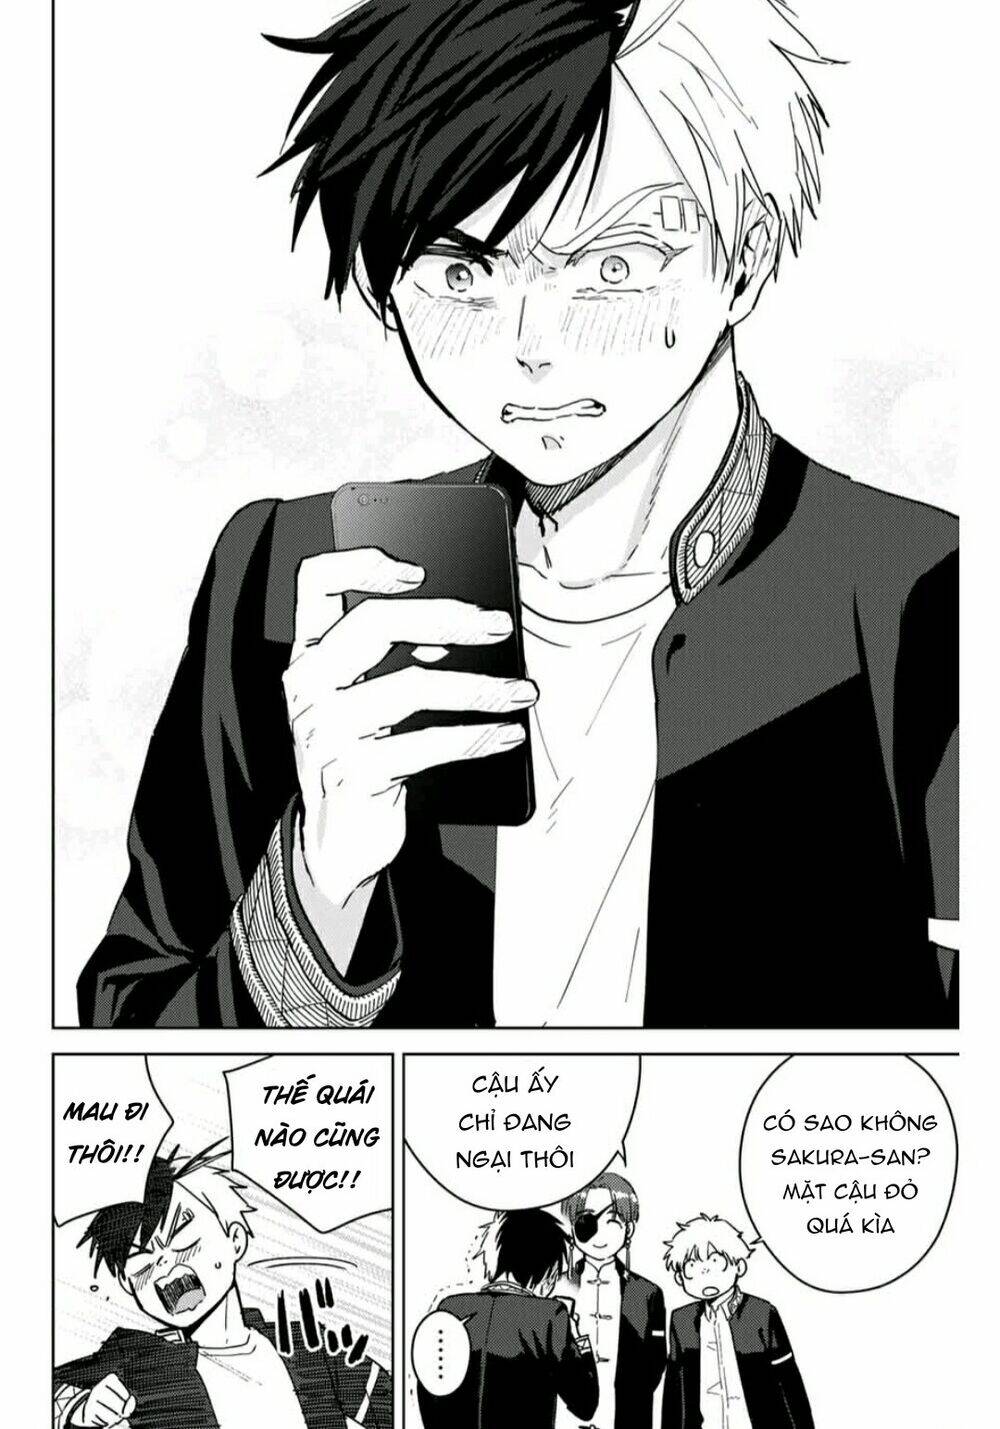 CÓ SAO KHÔNG
SAKURA-SAN?
MẶT CẬU ĐỎ
QUÁ KÌA
CẬU ẤY
CHỈ ĐANG
NGẠI THÔI
......
THẾ QUÁI
NÀO CŨNG
ĐƯỢC!!
MAU ĐI
THÔI!!